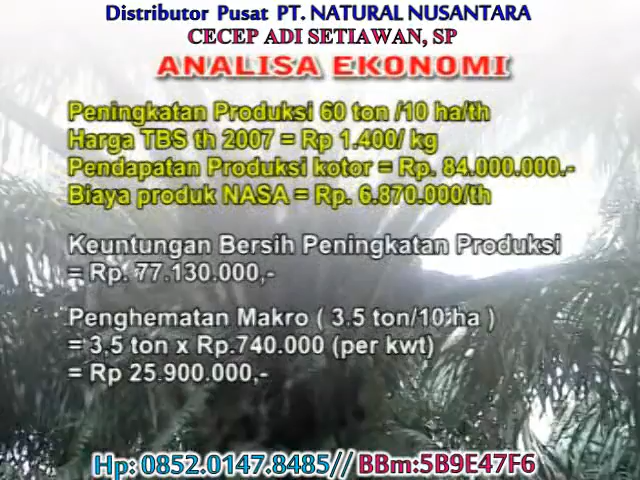 Distributor Pusat PT. NATURAL NUSANTARA
CECEP ADI SETIAWAN, SP
ANALISA EKONOMI
Peningkatan Produksi 60 ton /10 ha/th
Harga TBS th 2007 = Rp 1.400/ kg
Pendapatan Produksi kotor = Rp. 84.000.000.-
Biaya produk NASA = Rp. 6.870.000/th
Keuntungan Bersih Peningkatan Produksi
= Rp. 77.130.000,-
Penghematan Makro ( 3.5 ton/10 ha )
= 3,5 ton x Rp.740.000 (per kwt)
= Rp 25.900.000,-
Hp: 0852.0147.8485//BBm:5B9E47F6